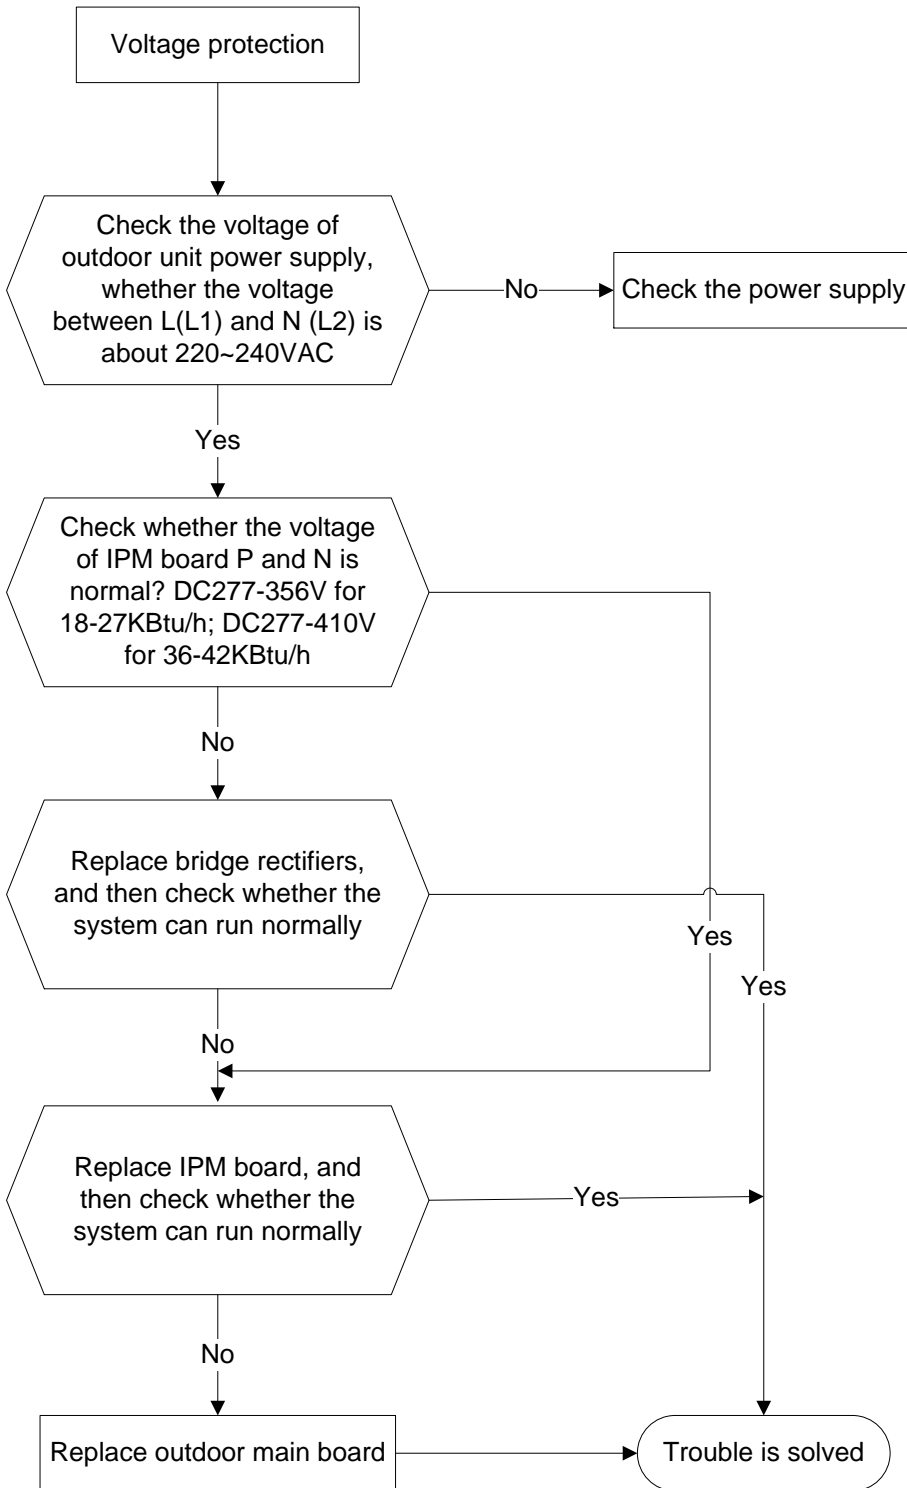 Voltage protection
Check the voltage of
outdoor unit power supply,
whether the voltage
between L(L1) and N (L2) is
about 220~240VAC
No
Check the power supply
Yes
Check whether the voltage
of IPM board P and N is
normal? DC277-356V for
18-27KBtu/h; DC277-410V
for 36-42KBtu/h
No
Replace bridge rectifiers,
and then check whether the
system can run normally
Yes
Yes
No
Replace IPM board, and
then check whether the
system can run normally
Yes
No
Replace outdoor main board
Trouble is solved